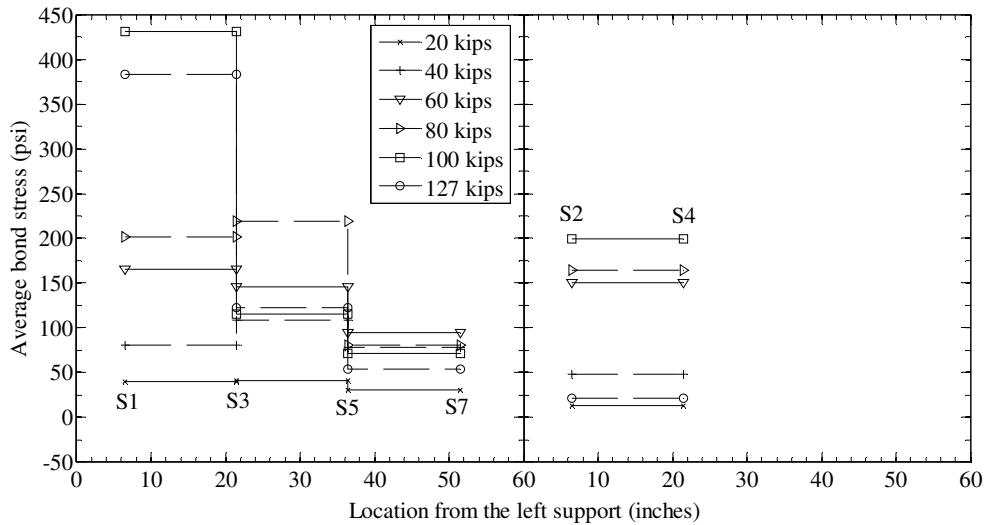 Average bond stress (psi)
450
400
350
300
250
200
150
100
50
0
-50
20 kips
40 kips
60 kips
80 kips
100 kips
127 kips
S1
S3
S5
S7
S2
S4
0 10 20 30 40 50 60 10 20 30 40 50 60
Location from the left support (inches)